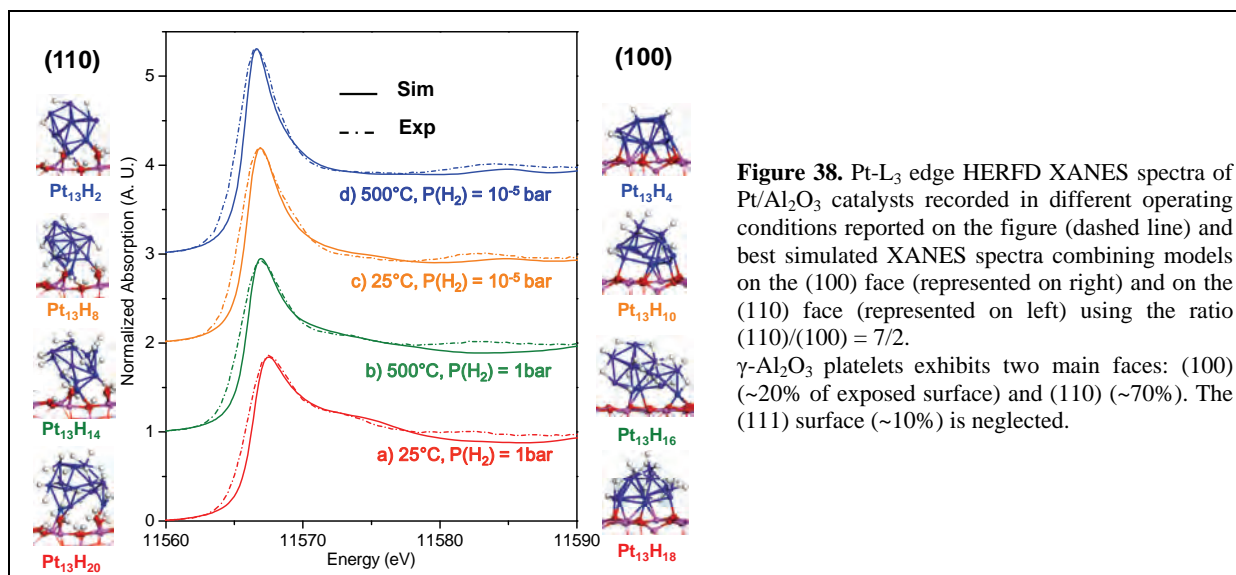 (110)
Pt₁₃H₂
Pt₁₃H₈
Pt₁₃H₁₄
Pt₁₃H₂₀
Normalized Absorption (A. U.)
5
4
3
2
1
0
Sim
Exp
d) 500°C, P(H₂) = 10⁻⁵ bar
c) 25°C, P(H₂) = 10⁻⁵ bar
b) 500°C, P(H₂) = 1bar
a) 25°C, P(H₂) = 1bar
11560 11570 11580 11590
Energy (eV)
(100)
Pt₁₃H₄
Pt₁₃H₁₀
Pt₁₃H₁₆
Pt₁₃H₁₈
Figure 38. Pt-L₃ edge HERFD XANES spectra of
Pt/Al₂O₃ catalysts recorded in different operating
conditions reported on the figure (dashed line) and
best simulated XANES spectra combining models
on the (100) face (represented on right) and on the
(110) face (represented on left) using the ratio
(110)/(100) = 7/2.
γ-Al₂O₃ platelets exhibits two main faces: (100)
(~20% of exposed surface) and (110) (~70%). The
(111) surface (~10%) is neglected.